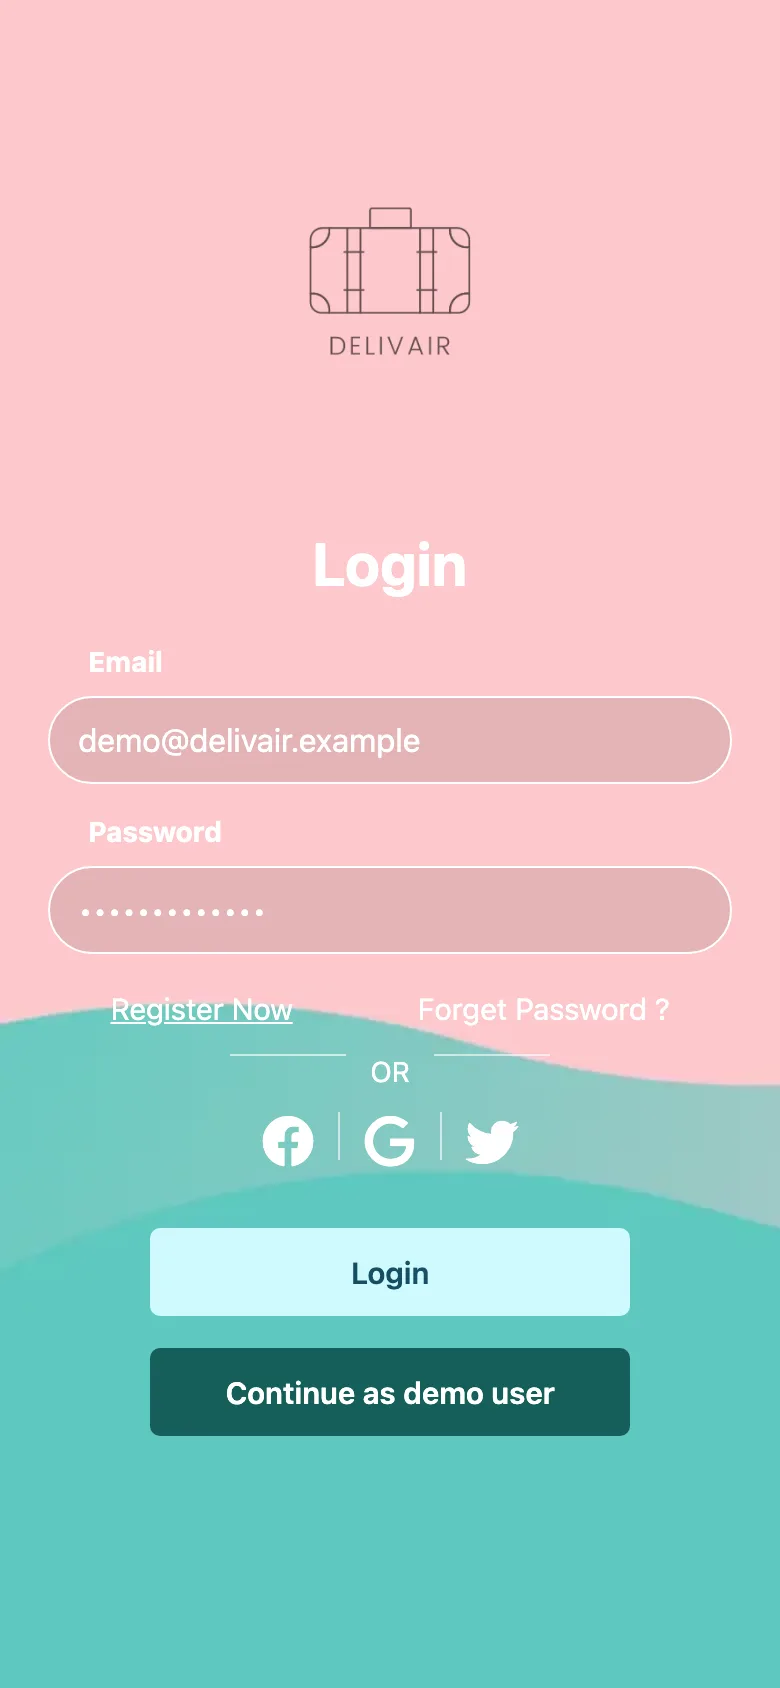 DELIVAIR
Login
Email
demo@delivair.example
Password
•••••••••••••
Register Now
Forget Password ?
OR
Login
Continue as demo user